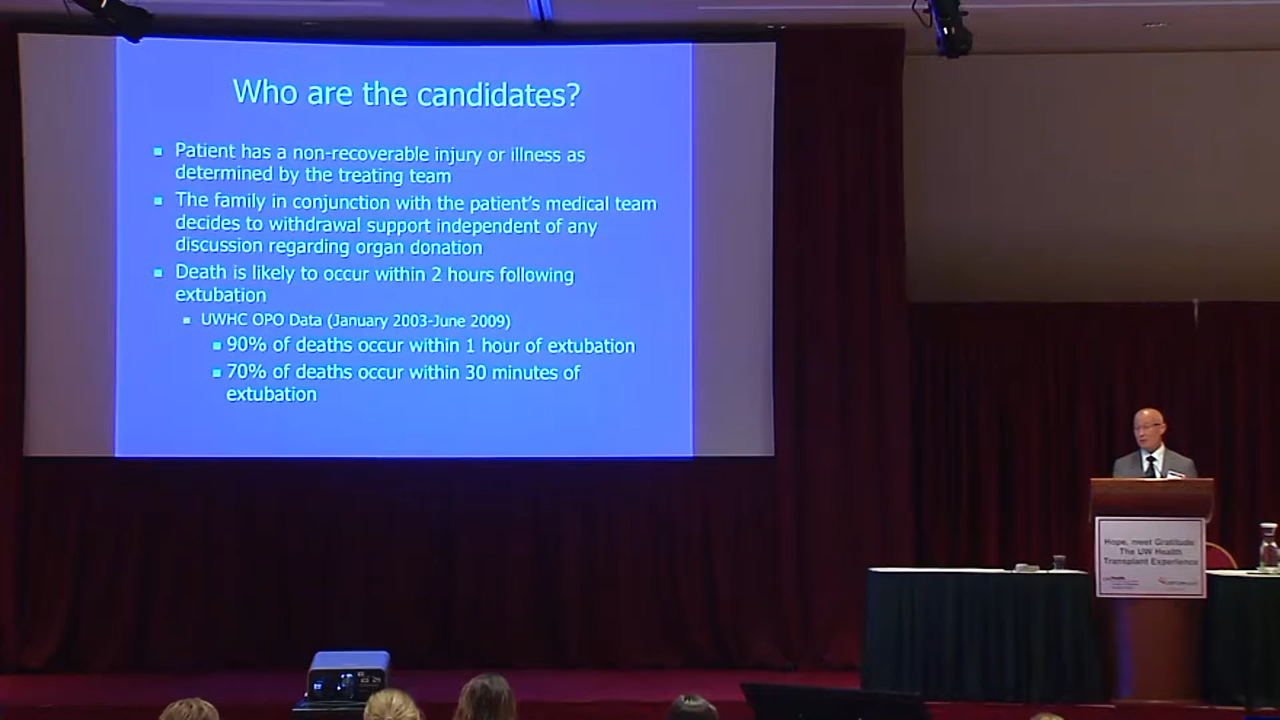 Who are the candidates?
Patient has a non-recoverable injury or illness as
determined by the treating team
The family in conjunction with the patient's medical team
decides to withdrawal support independent of any
discussion regarding organ donation
Death is likely to occur within 2 hours following
extubation
UWHC OPO Data (January 2003-June 2009)
90% of deaths occur within 1 hour of extubation
70% of deaths occur within 30 minutes of
extubation
Hope, meet Gratitude
The UW Health
Transplant Experience